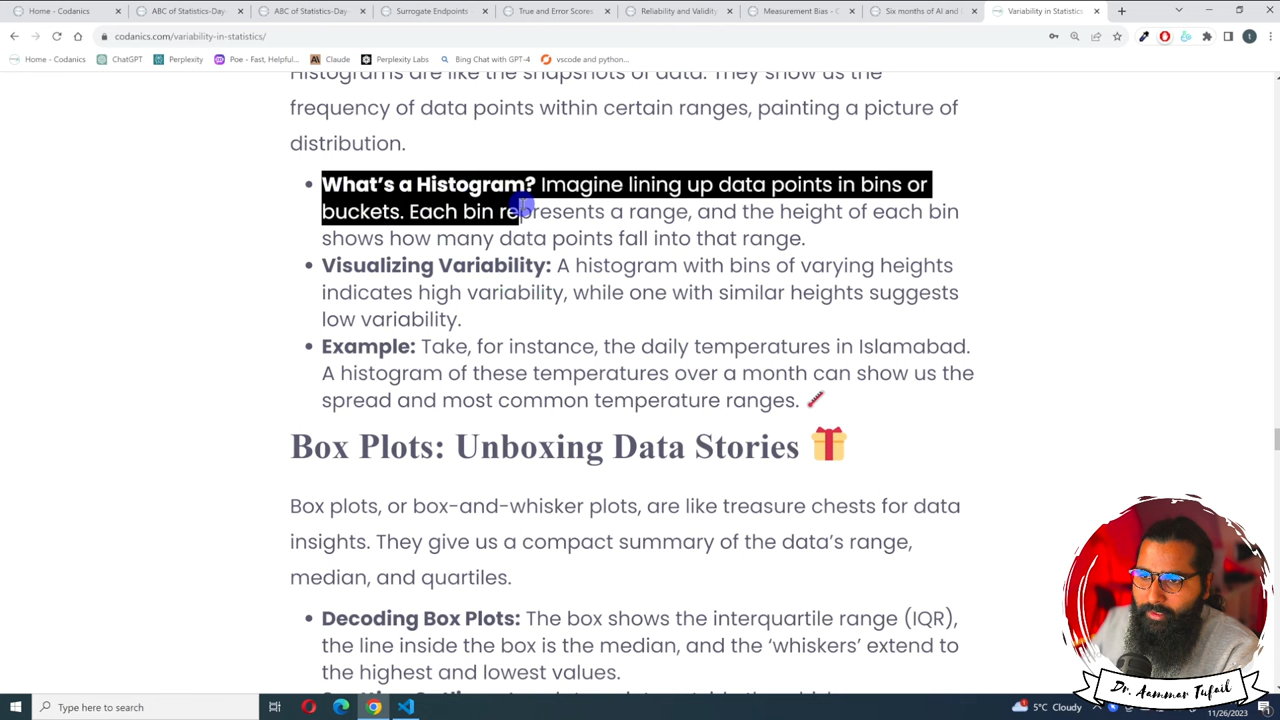 Home - Codanics
ABC of Statistics-Day
ABC of Statistics-Day
Surrogate Endpoints -
True and Error Scores
Reliability and Validity
Measurement Bias - C
Six months of AI and
Variability in Statistics
codanics.com/variability-in-statistics/
Home - Codanics
ChatGPT
Perplexity
Poe - Fast, Helpful...
Claude
Perplexity Labs
Bing Chat with GPT-4
vscode and python...
Histograms are like the snapshots of data. They show us the
frequency of data points within certain ranges, painting a picture of
distribution.
• What's a Histogram? Imagine lining up data points in bins or
buckets. Each bin represents a range, and the height of each bin
shows how many data points fall into that range.
• Visualizing Variability: A histogram with bins of varying heights
indicates high variability, while one with similar heights suggests
low variability.
• Example: Take, for instance, the daily temperatures in Islamabad.
A histogram of these temperatures over a month can show us the
spread and most common temperature ranges.
Box Plots: Unboxing Data Stories
Box plots, or box-and-whisker plots, are like treasure chests for data
insights. They give us a compact summary of the data's range,
median, and quartiles.
• Decoding Box Plots: The box shows the interquartile range (IQR),
the line inside the box is the median, and the 'whiskers' extend to
the highest and lowest values.
Dr. Aammar Tufail
Type here to search
5°C Cloudy
11/26/2023